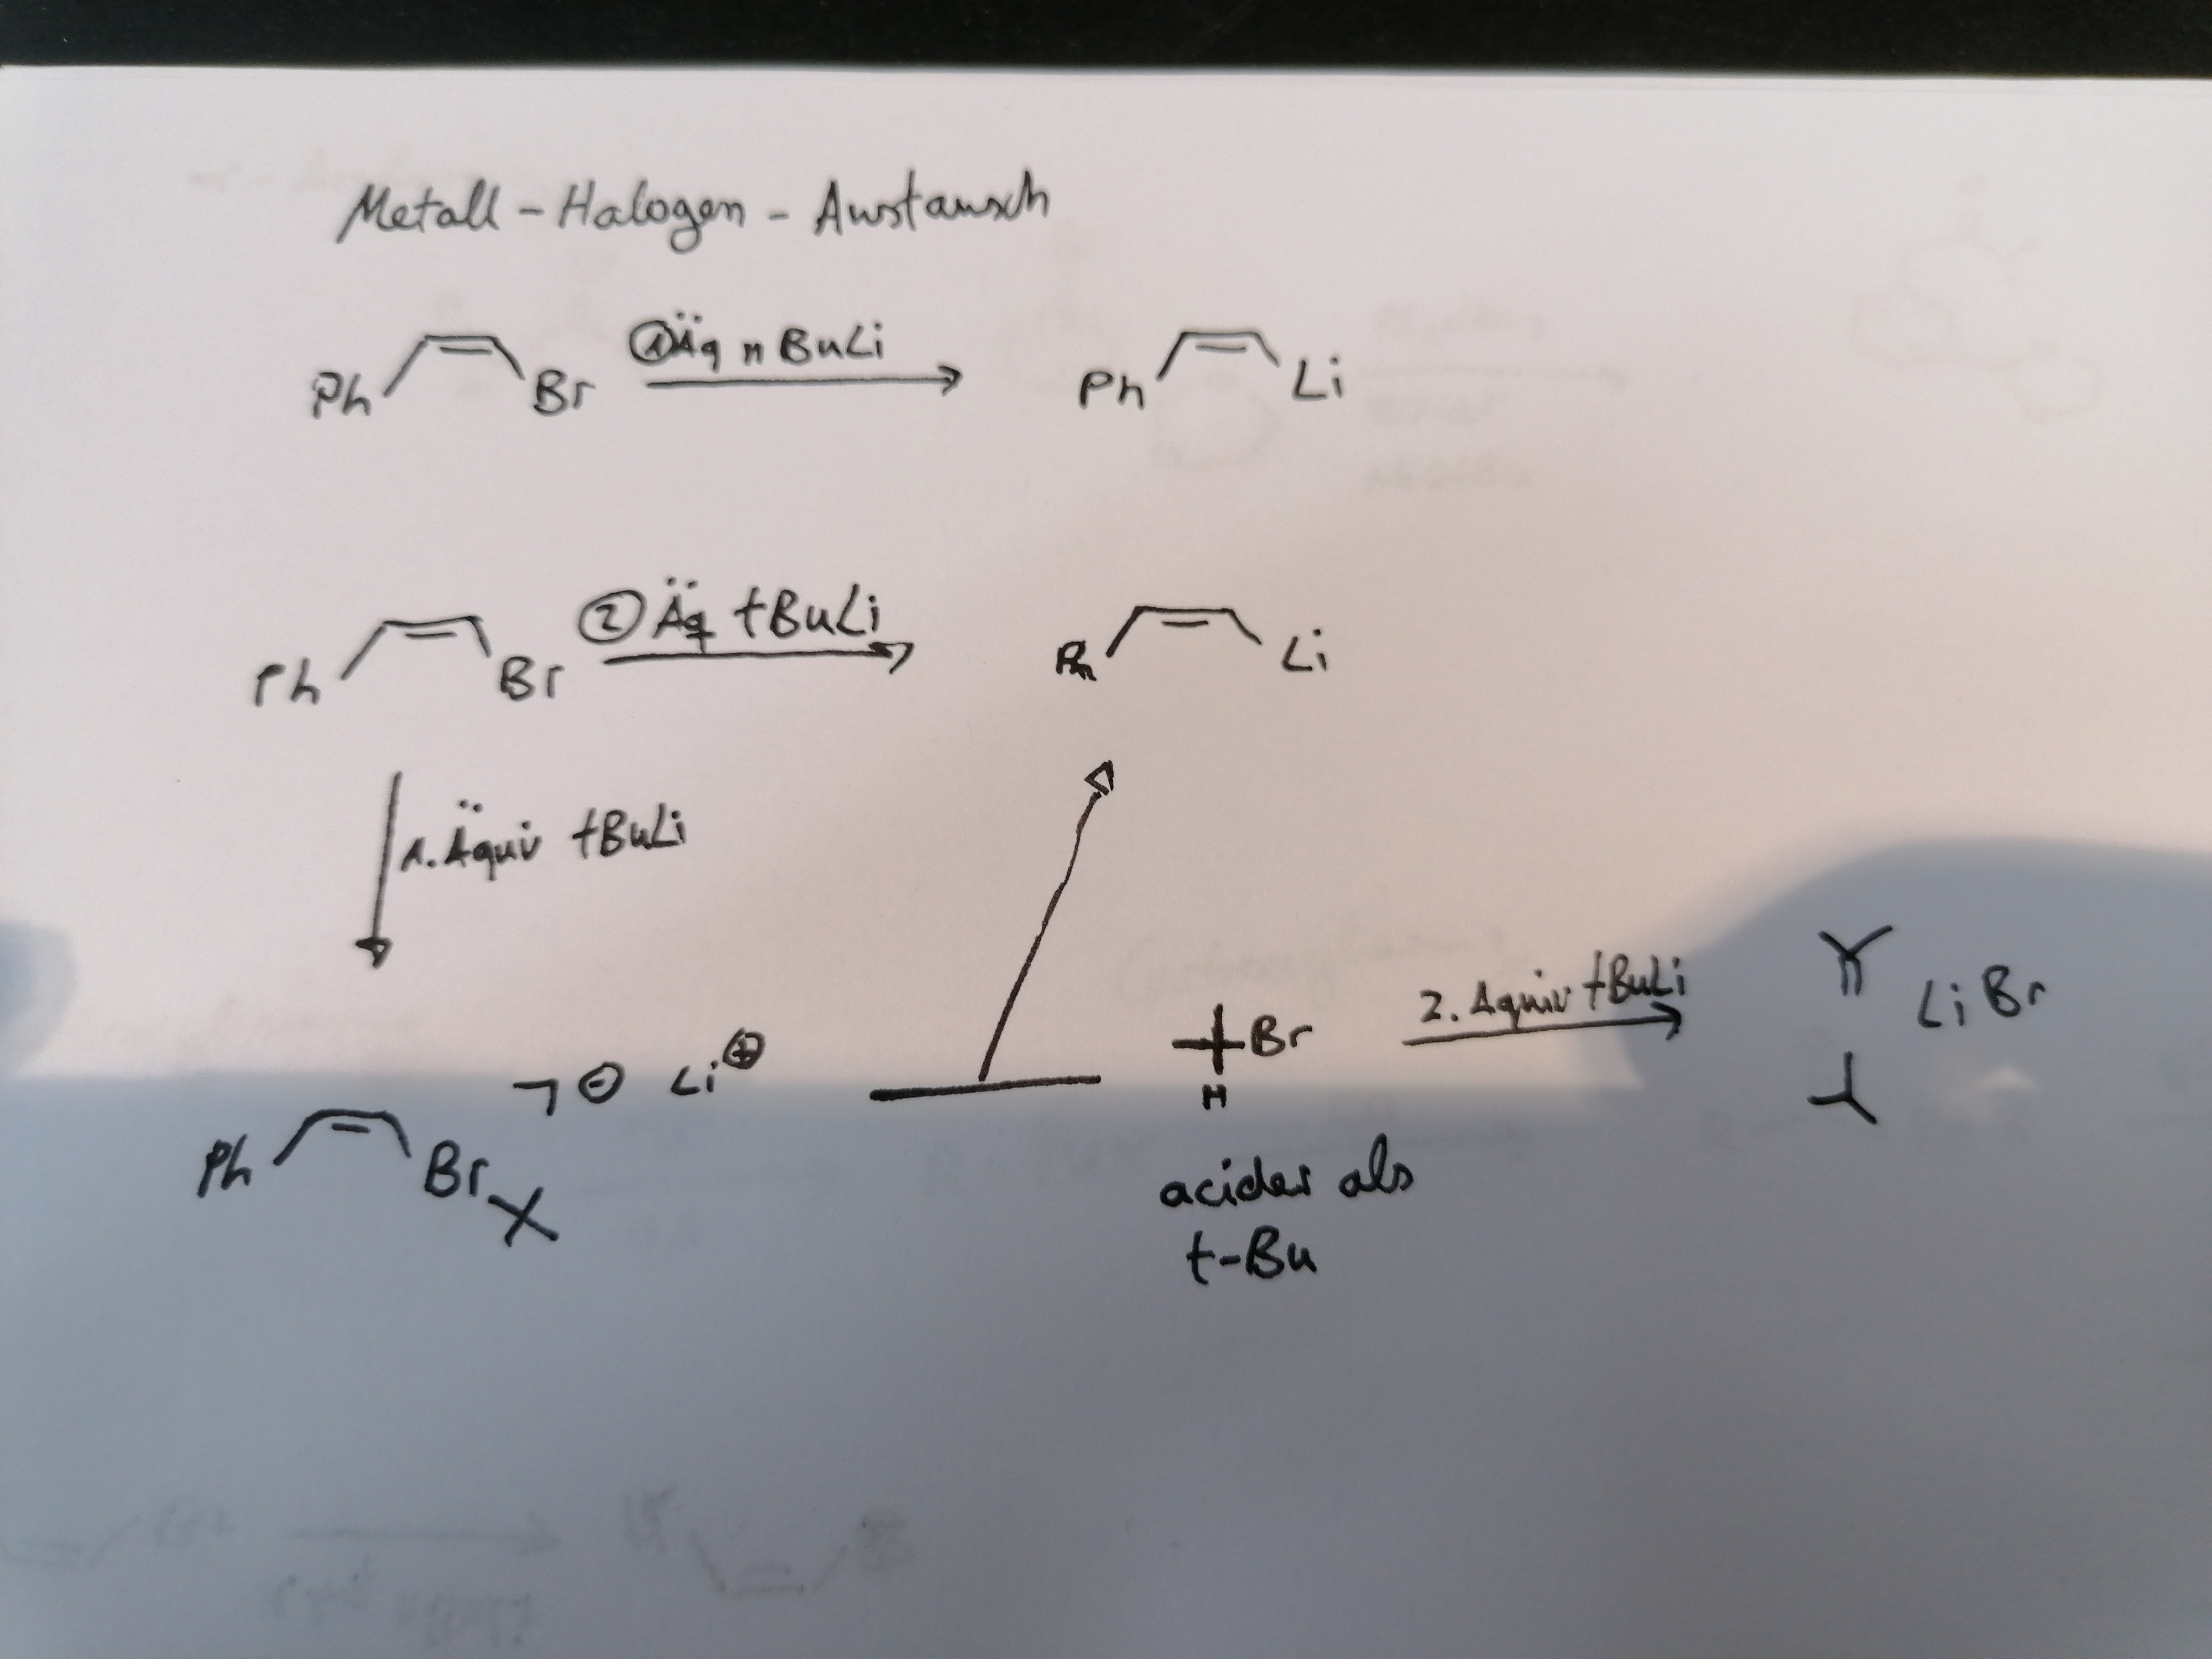 Metall-Halogen-Austausch
Ph Br 1 Äq nBuLi Ph Li
Ph Br 2 Äq tBuLi Ph Li
1. Äquiv tBuLi
Ph Br ⊖ Li⊕
Br
H
2. Äquiv tBuLi
LiBr
acider als
t-Bu